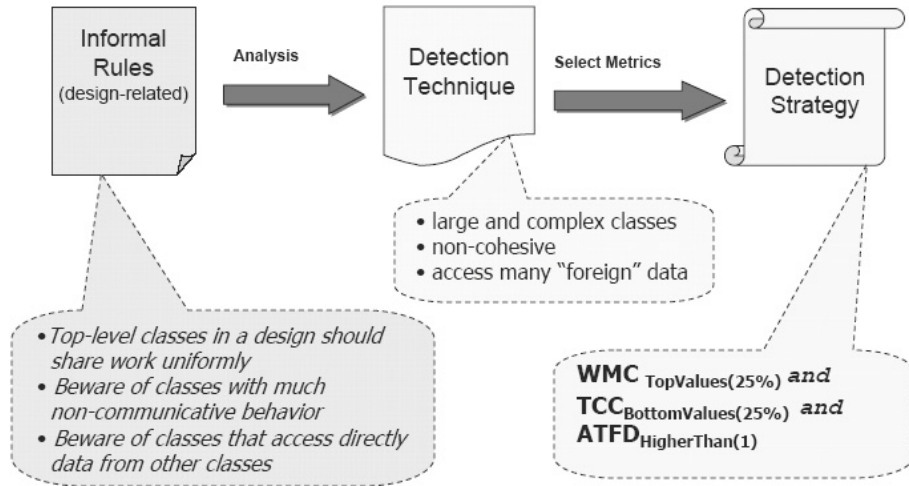 Informal
Rules
(design-related)
Analysis
Detection
Technique
Select Metrics
Detection
Strategy
• large and complex classes
• non-cohesive
• access many “foreign” data
• Top-level classes in a design should
share work uniformly
• Beware of classes with much
non-communicative behavior
• Beware of classes that access directly
data from other classes
WMC TopValues(25%) and
TCC BottomValues(25%) and
ATFD HigherThan(1)